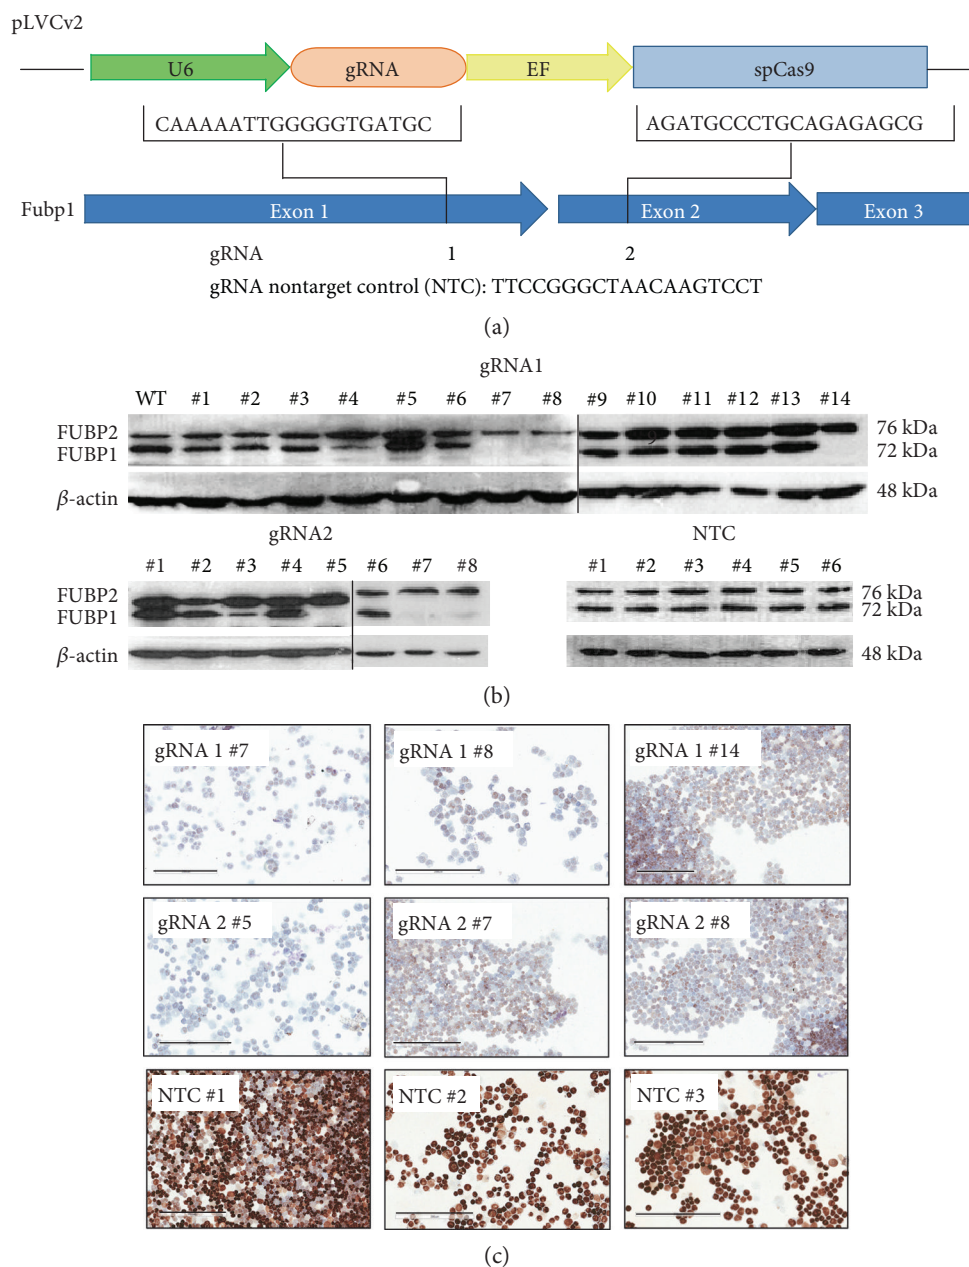 pLVCv2
U6 gRNA EF spCas9
CAAAAATTGGGGGTGATGC AGATGCCCTGCAGAGAGCG
Fubp1 Exon 1 Exon 2 Exon 3
gRNA 1 2
gRNA nontarget control (NTC): TTCCGGGCTAACAAGTCCT
(a)
gRNA1
WT #1 #2 #3 #4 #5 #6 #7 #8 #9 #10 #11 #12 #13 #14
FUBP2 76 kDa
FUBP1 72 kDa
β-actin 48 kDa
gRNA2 NTC
#1 #2 #3 #4 #5 #6 #7 #8 #1 #2 #3 #4 #5 #6
FUBP2 76 kDa
FUBP1 72 kDa
β-actin 48 kDa
(b)
gRNA 1 #7 gRNA 1 #8 gRNA 1 #14
gRNA 2 #5 gRNA 2 #7 gRNA 2 #8
NTC #1 NTC #2 NTC #3
(c)